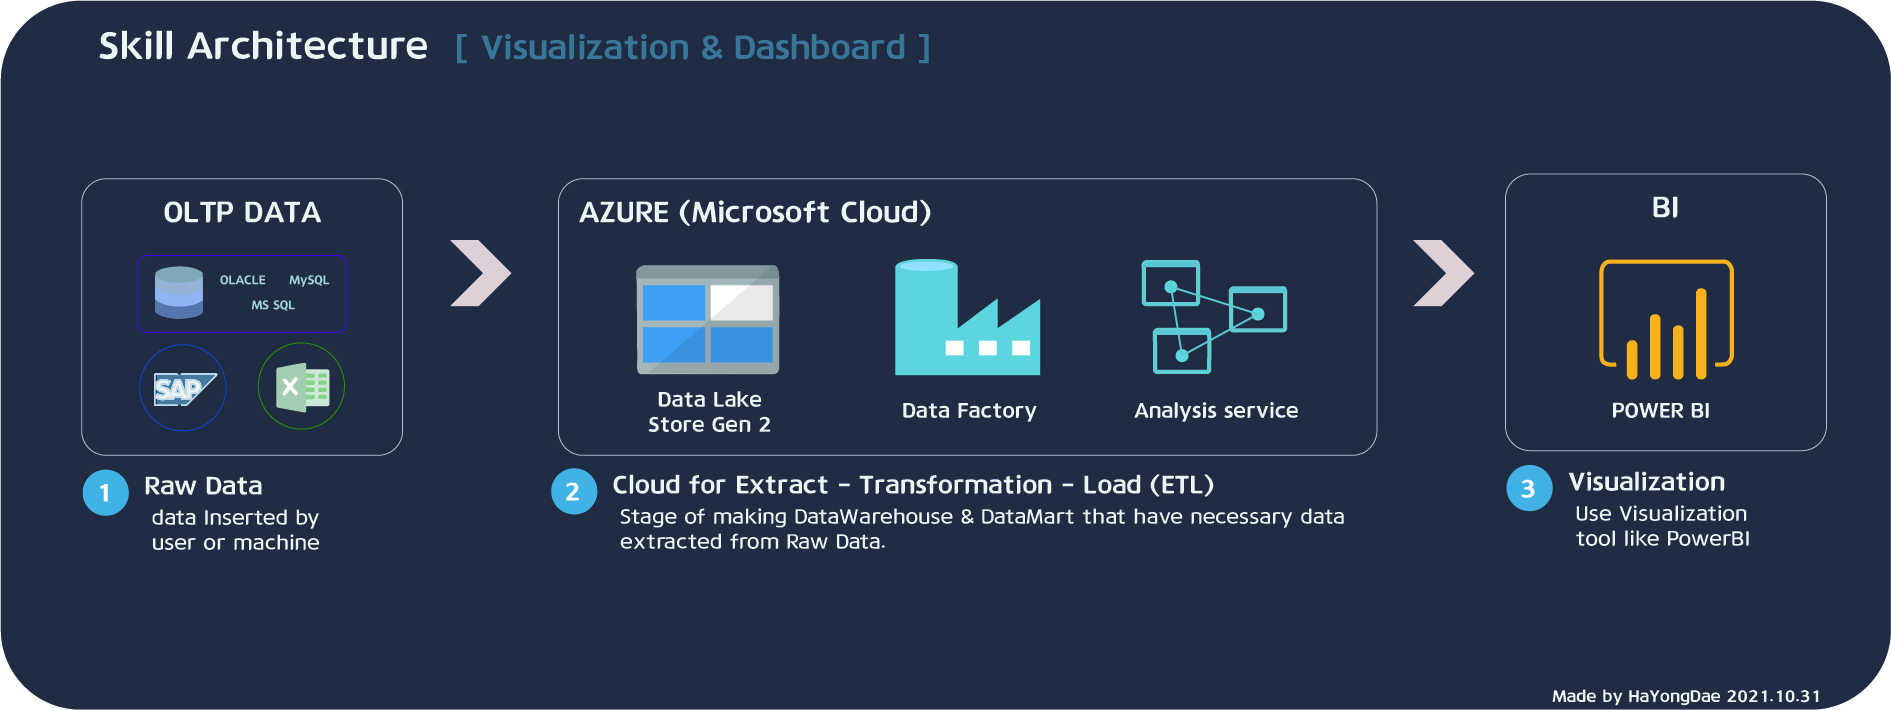 Skill Architecture [ Visualization & Dashboard ]
OLTP DATA
OLACLE MySQL
MS SQL
SAP
X
1 Raw Data
data Inserted by
user or machine
AZURE (Microsoft Cloud)
Data Lake
Store Gen 2
Data Factory
Analysis service
2 Cloud for Extract - Transformation - Load (ETL)
Stage of making DataWarehouse & DataMart that have necessary data
extracted from Raw Data.
BI
POWER BI
3 Visualization
Use Visualization
tool like PowerBI
Made by HaYongDae 2021.10.31